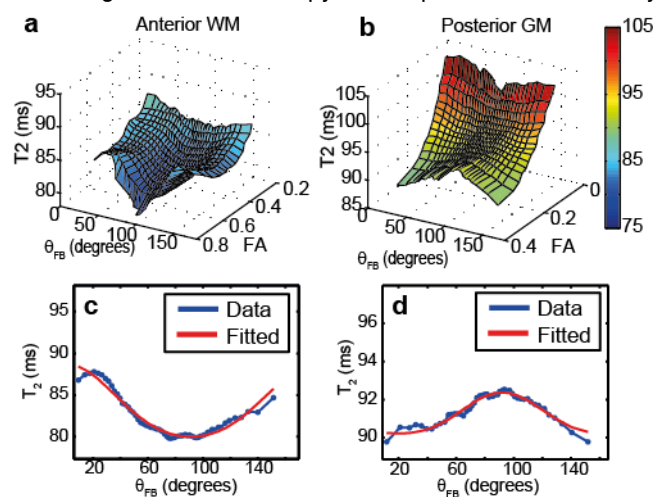 a Anterior WM
b Posterior GM
95
90
85
80
T2 (ms)
0
50
100
150
θFB (degrees)
0.2
0.4
0.6
0.8
FA
105
100
95
90
85
T2 (ms)
0
50
100
150
θFB (degrees)
0
0.2
0.4
FA
105
95
85
75
c
Data
Fitted
95
90
85
80
T2 (ms)
20
60
100
140
θFB (degrees)
d
Data
Fitted
98
96
94
92
90
T2 (ms)
20
60
100
140
θFB (degrees)